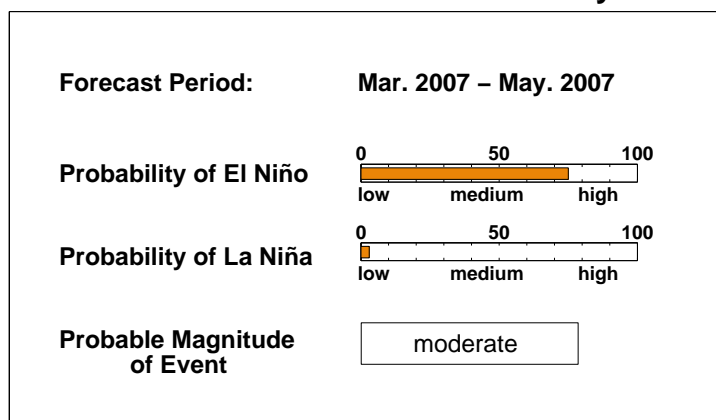 Forecast Period: Mar. 2007 – May. 2007
0 50 100
Probability of El Niño
low medium high
0 50 100
Probability of La Niña
low medium high
Probable Magnitude
of Event
moderate